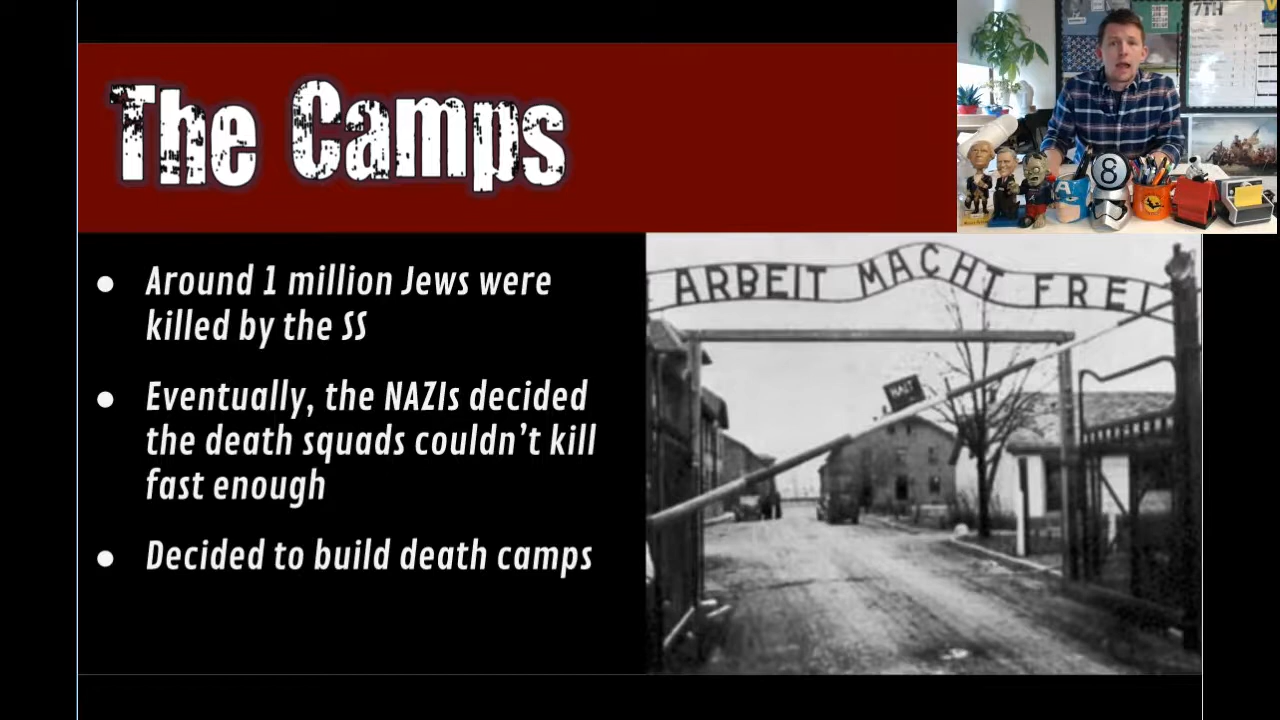 The Camps
7TH
8
A
● Around 1 million Jews were
killed by the SS
● Eventually, the NAZIs decided
the death squads couldn't kill
fast enough
● Decided to build death camps
ARBEIT MACHT FREI
HALT